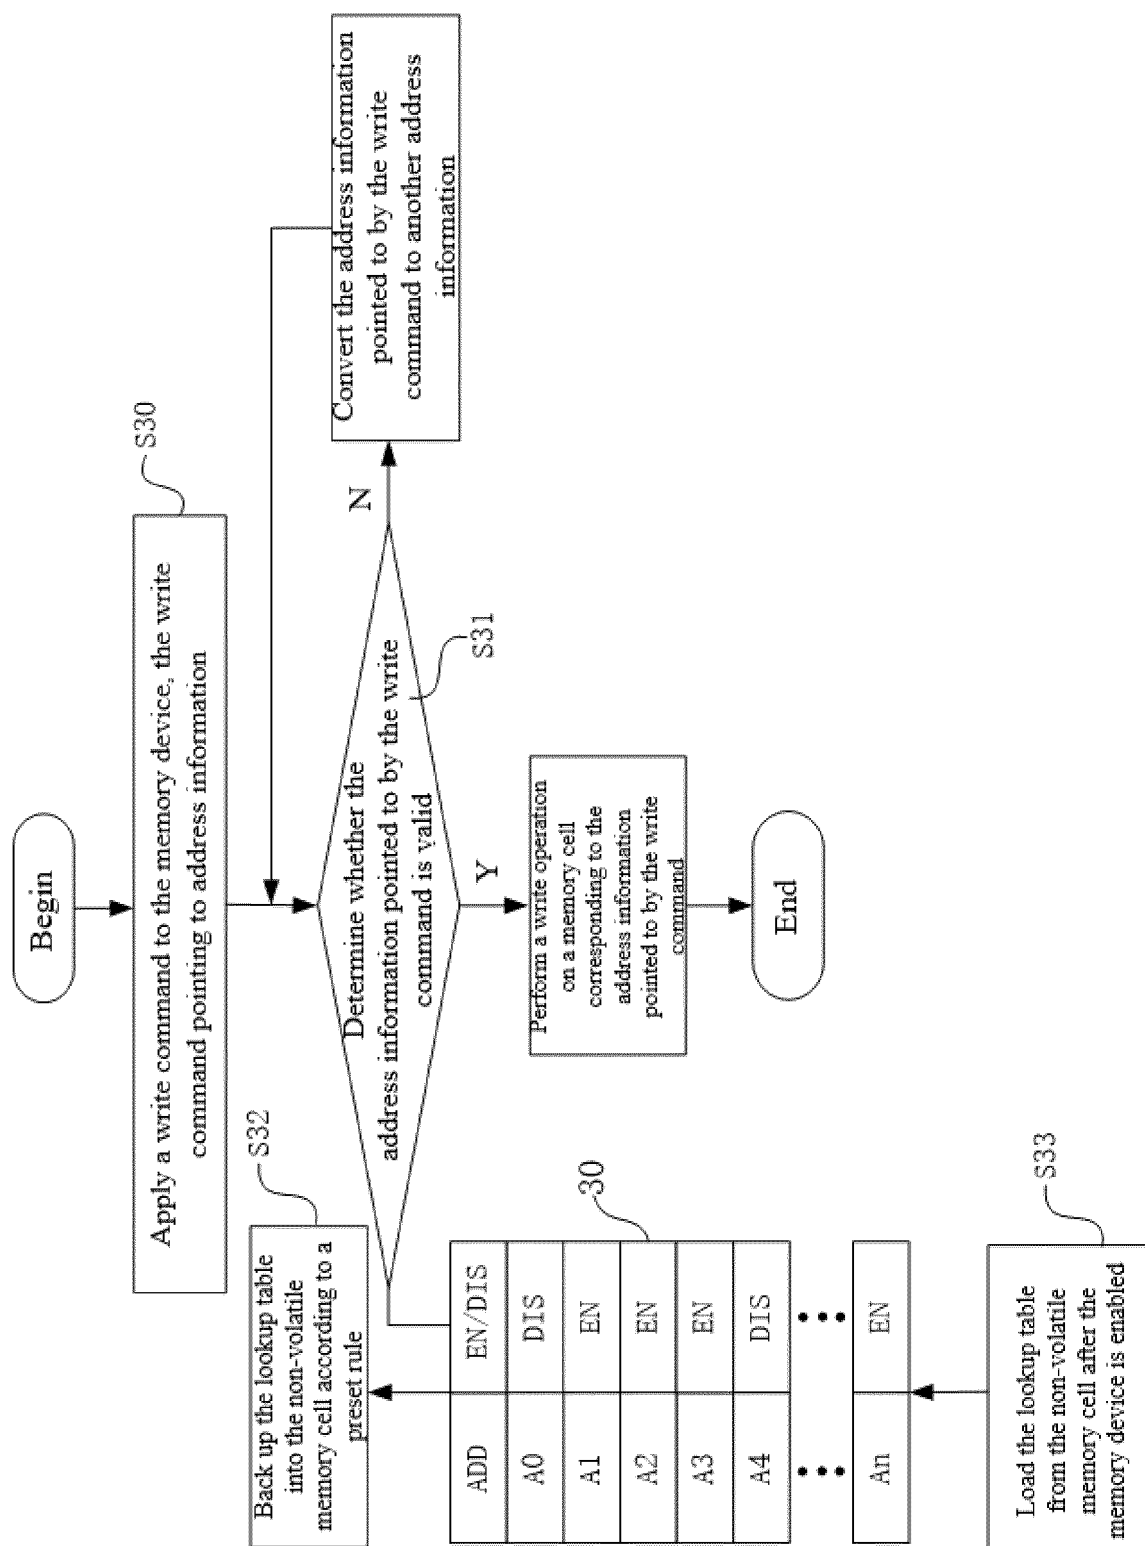 Begin
Apply a write command to the memory device, the write
command pointing to address information
S30
Determine whether the
address information pointed by the write
command is valid
S31
N
Convert the address information
pointed to by the write
command to another address
information
Y
Perform a write operation
on a memory cell
corresponding to the
address information
pointed to by the write
command
End
Back up the lookup table
into the non-volatile
memory cell according to a
preset rule
S32
30
ADD EN/DIS
A0 DIS
A1 EN
A2 EN
A3 EN
A4 DIS
An EN
Load the lookup table
from the non-volatile
memory cell after the
memory device is enabled
S33